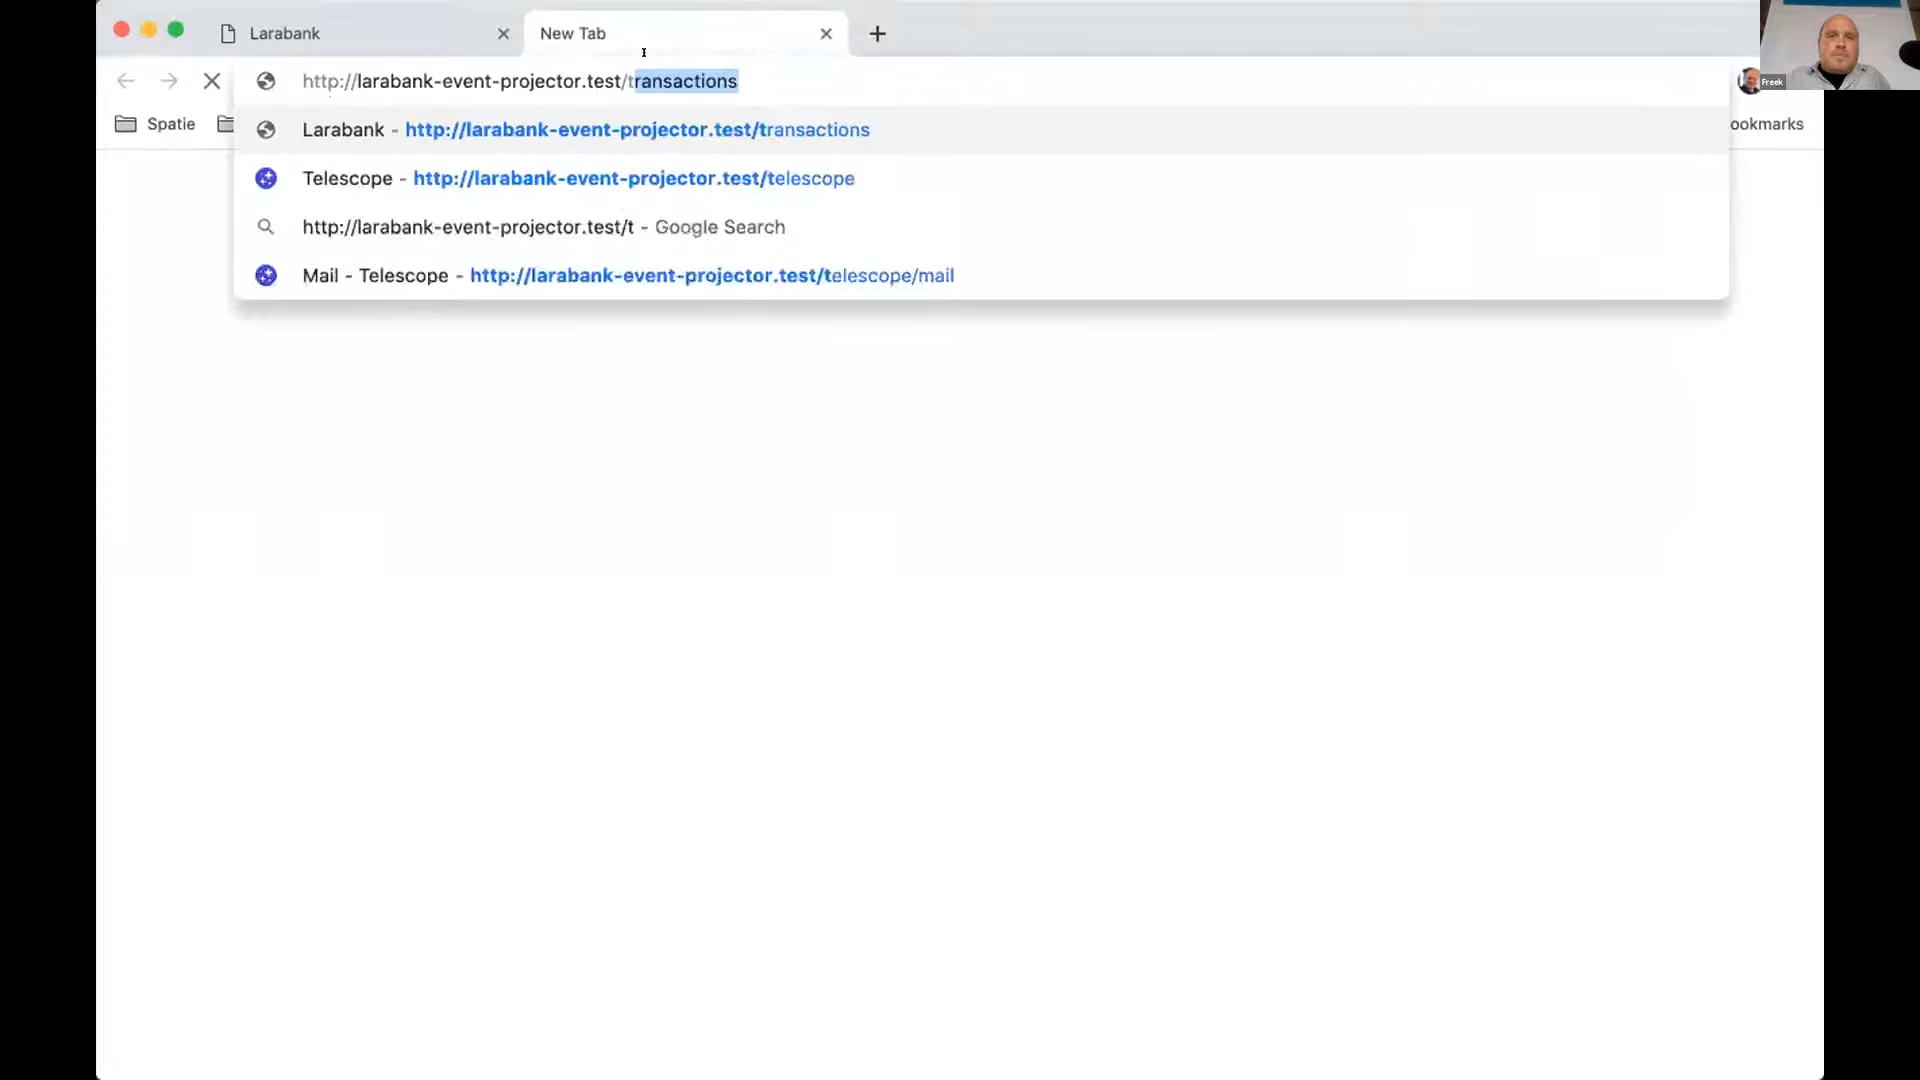 Larabank
New Tab
http://larabank-event-projector.test/transactions
Freek
Spatie
ookmarks
Larabank - http://larabank-event-projector.test/transactions
Telescope - http://larabank-event-projector.test/telescope
http://larabank-event-projector.test/t - Google Search
Mail - Telescope - http://larabank-event-projector.test/telescope/mail